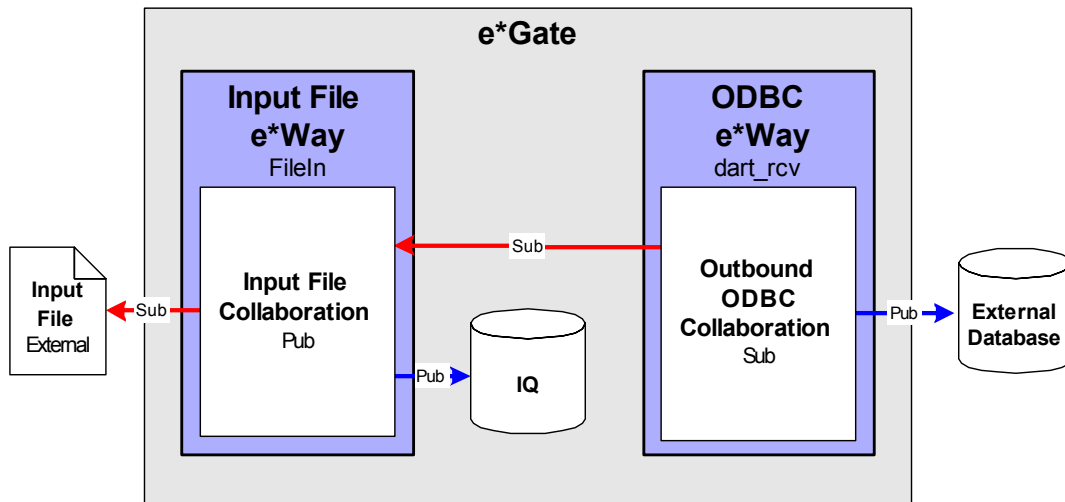 e*Gate
Input File
e*Way
FileIn
ODBC
e*Way
dart_rcv
Input
File
External
Sub
Input File
Collaboration
Pub
Sub
Pub
IQ
Outbound
ODBC
Collaboration
Sub
Pub
External
Database